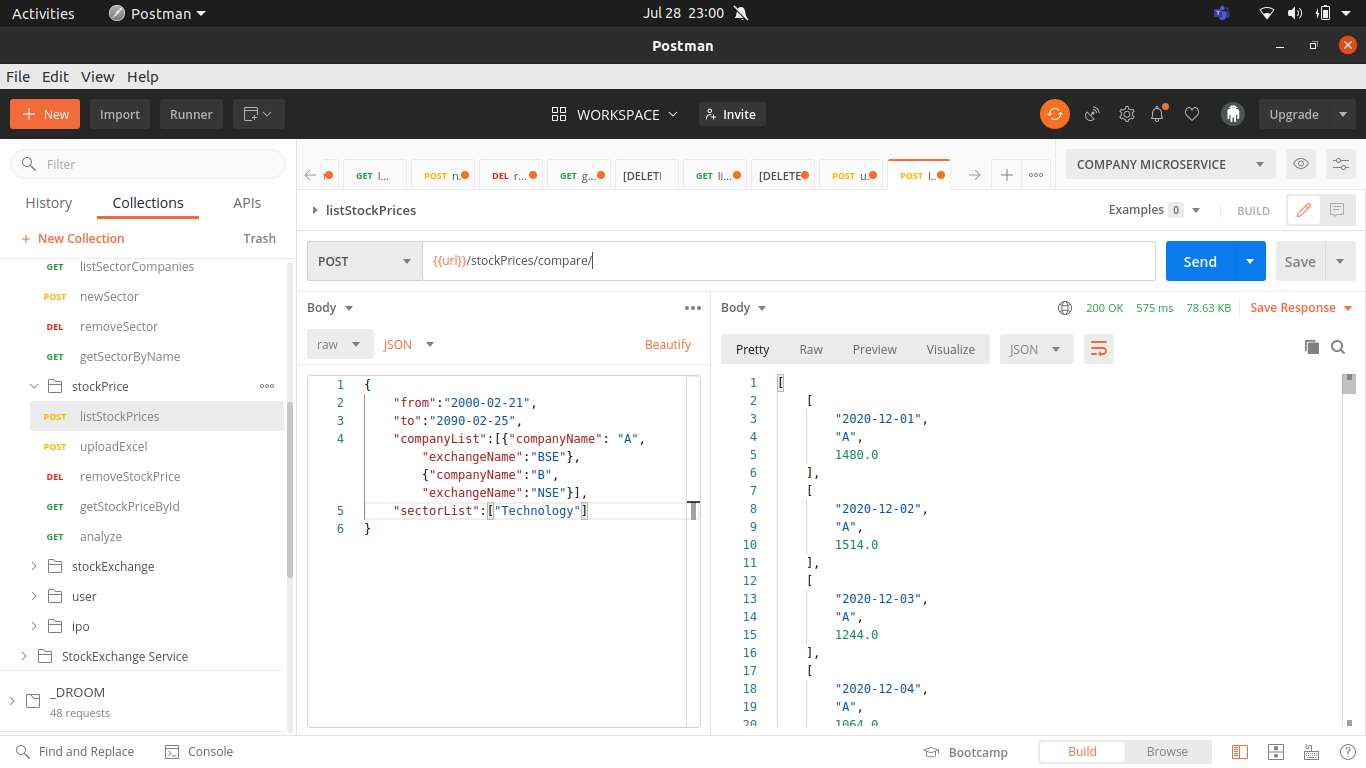 Activities
Postman
Jul 28 23:00
Postman
File Edit View Help
New
Import
Runner
WORKSPACE
Invite
Upgrade
Filter
History Collections APIs
New Collection
Trash
GET listSectorCompanies
POST newSector
DEL removeSector
GET getSectorByName
stockPrice
POST listStockPrices
POST uploadExcel
DEL removeStockPrice
GET getStockPriceById
GET analyze
stockExchange
user
ipo
StockExchange Service
_DROOM
48 requests
GET l...
POST n...
DEL r...
GET g...
[DELETE
GET li...
[DELETE
POST u...
POST l...
COMPANY MICROSERVICE
listStockPrices
Examples 0
BUILD
POST
{{url}}/stockPrices/compare/
Send
Save
Body
raw
JSON
Beautify
1 {
2 "from":"2000-02-21",
3 "to":"2090-02-25",
4 "companyList":[{"companyName": "A",
"exchangeName":"BSE"},
{"companyName":"B",
"exchangeName":"NSE"}],
5 "sectorList":["Technology"]
6 }
Body
200 OK 575 ms 78.63 KB
Save Response
Pretty Raw Preview Visualize
JSON
1 [
2 [
3 "2020-12-01",
4 "A",
5 1480.0
6 ],
7 [
8 "2020-12-02",
9 "A",
10 1514.0
11 ],
12 [
13 "2020-12-03",
14 "A",
15 1244.0
16 ],
17 [
18 "2020-12-04",
19 "A",
20 1064.0
Find and Replace
Console
Bootcamp
Build
Browse